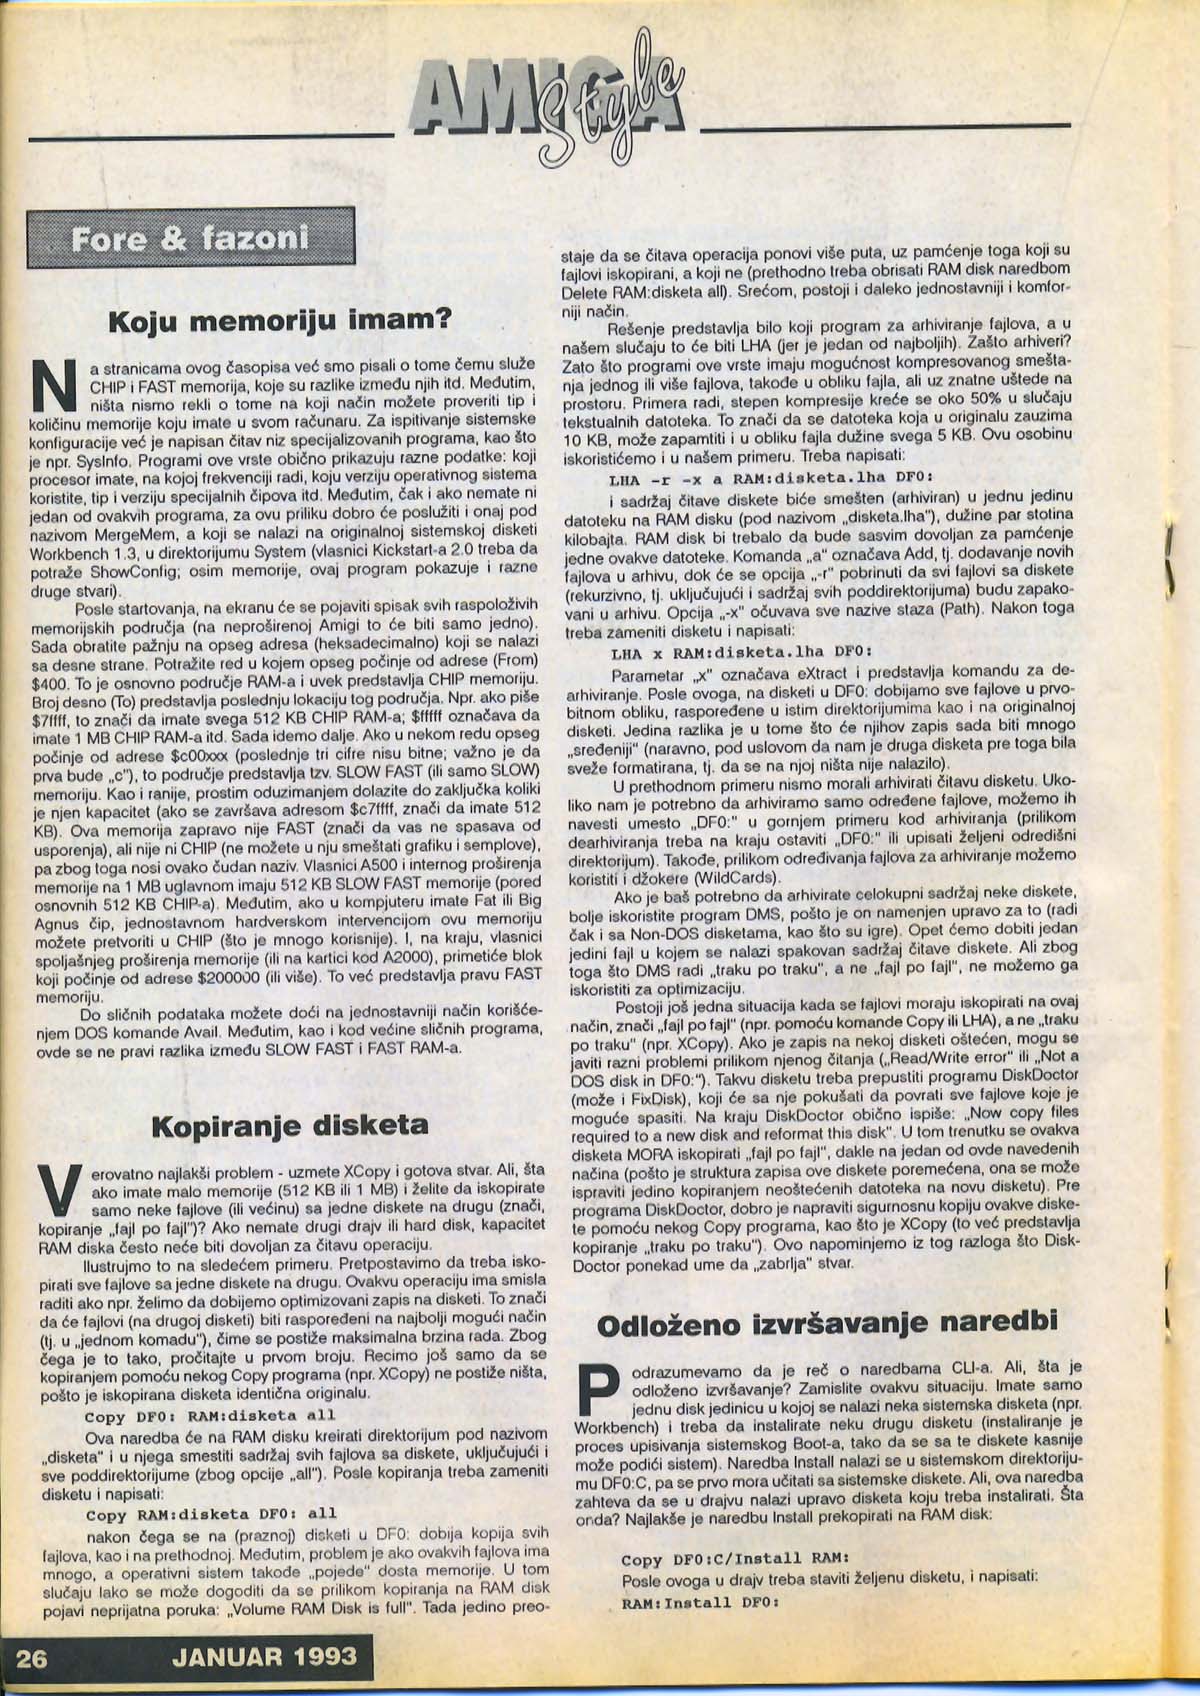 AMIGA Style
Fore & fazoni
Koju memoriju imam?
Na stranicama ovog časopisa već smo pisali o tome čemu služe
CHIP i FAST memorija, koje su razlike između njih itd. Međutim,
ništa nismo rekli o tome na koji način možete proveriti tip i
količinu memorije koju imate u svom računaru. Za ispitivanje sistemske
konfiguracije već je napisan čitav niz specijalizovanih programa, kao što
je npr. SysInfo. Programi ove vrste obično prikazuju razne podatke: koji
procesor imate, na kojoj frekvenciji radi, koju verziju operativnog sistema
koristite, tip i verziju specijalnih čipova itd. Međutim, čak i ako nemate ni
jedan od ovakvih programa, za ovu priliku dobro će poslužiti i onaj pod
nazivom MergeMem, a koji se nalazi na originalnoj sistemskoj disketi
Workbench 1.3, u direktorijumu System (vlasnici Kickstart-a 2.0 treba da
potraže ShowConfig; osim memorije, ovaj program pokazuje i razne
druge stvari).
Posle startovanja, na ekranu će se pojaviti spisak svih raspoloživih
memorijskih područja (na neproširenoj Amigi to će biti samo jedno).
Sada obratite pažnju na opseg adresa (heksadecimalno) koji se nalazi
sa desne strane. Potražite red u kojem opseg počinje od adrese (From)
$400. To je osnovno područje RAM-a i uvek predstavlja CHIP memoriju.
Broj desno (To) predstavlja poslednju lokaciju tog područja. Npr. ako piše
$7ffff, to znači da imate svega 512 KB CHIP RAM-a; $fffff označava da
imate 1 MB CHIP RAM-a itd. Sada idemo dalje. Ako u nekom redu opseg
počinje od adrese $c00xxx (poslednje tri cifre nisu bitne; važno je da
prva bude „c"), to područje predstavlja tzv. SLOW FAST (ili samo SLOW)
memoriju. Kao i ranije, prostim oduzimanjem dolazite do zaključka koliki
je njen kapacitet (ako se završava adresom $c7ffff, znači da imate 512
KB). Ova memorija zapravo nije FAST (znači da vas ne spasava od
usporenja), ali nije ni CHIP (ne možete u nju smeštati grafiku i semplove),
pa zbog toga nosi ovako čudan naziv. Vlasnici A500 i internog proširenja
memorije na 1 MB uglavnom imaju 512 KB SLOW FAST memorije (pored
osnovnih 512 KB CHIP-a). Međutim, ako u kompjuteru imate Fat ili Big
Agnus čip, jednostavnom hardverskom intervencijom ovu memoriju
možete pretvoriti u CHIP (što je mnogo korisnije). I, na kraju, vlasnici
spoljašnjeg proširenja memorije (ili na kartici kod A2000), primetiće blok
koji počinje od adrese $200000 (ili više). To već predstavlja pravu FAST
memoriju.
Do sličnih podataka možete doći na jednostavniji način korišće-
njem DOS komande Avail. Međutim, kao i kod većine sličnih programa,
ovde se ne pravi razlika između SLOW FAST i FAST RAM-a.
Kopiranje disketa
Verovatno najlakši problem - uzmete XCopy i gotova stvar. Ali, šta
ako imate malo memorije (512 KB ili 1 MB) i želite da iskopirate
samo neke fajlove (ili većinu) sa jedne diskete na drugu (znači,
kopiranje „fajl po fajl")? Ako nemate drugi drajv ili hard disk, kapacitet
RAM diska često neće biti dovoljan za čitavu operaciju.
Ilustrujmo to na sledećem primeru. Pretpostavimo da treba isko-
pirati sve fajlove sa jedne diskete na drugu. Ovakvu operaciju ima smisla
raditi ako npr. želimo da dobijemo optimizovani zapis na disketi. To znači
da će fajlovi (na drugoj disketi) biti raspoređeni na najbolji mogući način
(tj. u „jednom komadu"), čime se postiže maksimalna brzina rada. Zbog
čega je to tako, pročitajte u prvom broju. Recimo još samo da se
kopiranjem pomoću nekog Copy programa (npr. XCopy) ne postiže ništa,
pošto je iskopirana disketa identična originalu.
Copy DF0: RAM:disketa all
Ova naredba će na RAM disku kreirati direktorijum pod nazivom
„disketa" i u njega smestiti sadržaj svih fajlova sa diskete, uključujući i
sve poddirektorijume (zbog opcije „all"). Posle kopiranja treba zameniti
disketu i napisati:
Copy RAM:disketa DF0: all
nakon čega se na (praznoj) disketi u DF0: dobija kopija svih
fajlova, kao i na prethodnoj. Međutim, problem je ako ovakvih fajlova ima
mnogo, a operativni sistem takođe „pojede" dosta memorije. U tom
slučaju lako se može dogoditi da se prilikom kopiranja na RAM disk
pojavi neprijatna poruka: „Volume RAM Disk is full". Tada jedino preo-
staje da se čitava operacija ponovi više puta, uz pamćenje toga koji su
fajlovi iskopirani, a koji ne (prethodno treba obrisati RAM disk naredbom
Delete RAM:disketa all). Srećom, postoji i daleko jednostavniji i komfor-
niji način.
Rešenje predstavlja bilo koji program za arhiviranje fajlova, a u
našem slučaju to će biti LHA (jer je jedan od najboljih). Zašto arhiveri?
Zato što programi ove vrste imaju mogućnost kompresovanog smešta-
nja jednog ili više fajlova, takođe u obliku fajla, ali uz znatne uštede na
prostoru. Primera radi, stepen kompresije kreće se oko 50% u slučaju
tekstualnih datoteka. To znači da se datoteka koja u originalu zauzima
10 KB, može zapamtiti i u obliku fajla dužine svega 5 KB. Ovu osobinu
iskoristićemo i u našem primeru. Treba napisati:
LHA -r -x a RAM:disketa.lha DF0:
i sadržaj čitave diskete biće smešten (arhiviran) u jednu jedinu
datoteku na RAM disku (pod nazivom „disketa.lha"), dužine par stotina
kilobajta. RAM disk bi trebalo da bude sasvim dovoljan za pamćenje
jedne ovakve datoteke. Komanda „a" označava Add, tj. dodavanje novih
fajlova u arhivu, dok će se opcija „-r" pobrinuti da svi fajlovi sa diskete
(rekurzivno, tj. uključujući i sadržaj svih poddirektorijuma) budu zapako-
vani u arhivu. Opcija „-x" očuvava sve nazive staza (Path). Nakon toga
treba zameniti disketu i napisati:
LHA x RAM:disketa.lha DF0:
Parametar „x" označava eXtract i predstavlja komandu za de-
arhiviranje. Posle ovoga, na disketi u DF0: dobijamo sve fajlove u prvo-
bitnom obliku, raspoređene u istim direktorijumima kao i na originalnoj
disketi. Jedina razlika je u tome što će njihov zapis sada biti mnogo
„sređeniji" (naravno, pod uslovom da nam je druga disketa pre toga bila
sveže formatirana, tj. da se na njoj ništa nije nalazilo).
U prethodnom primeru nismo morali arhivirati čitavu disketu. Uko-
liko nam je potrebno da arhiviramo samo određene fajlove, možemo ih
navesti umesto „DF0:" u gornjem primeru kod arhiviranja (prilikom
dearhiviranja treba na kraju ostaviti „DF0:" ili upisati željeni odredišni
direktorijum). Takođe, prilikom određivanja fajlova za arhiviranje možemo
koristiti i džokere (WildCards).
Ako je baš potrebno da arhivirate celokupni sadržaj neke diskete,
bolje iskoristite program DMS, pošto je on namenjen upravo za to (radi
čak i sa Non-DOS disketama, kao što su igre). Opet ćemo dobiti jedan
jedini fajl u kojem se nalazi spakovan sadržaj čitave diskete. Ali zbog
toga što DMS radi „traku po traku", a ne „fajl po fajl", ne možemo ga
iskoristiti za optimizaciju.
Postoji još jedna situacija kada se fajlovi moraju iskopirati na ovaj
način, znači „fajl po fajl" (npr. pomoću komande Copy ili LHA), a ne „traku
po traku" (npr. XCopy). Ako je zapis na nekoj disketi oštećen, mogu se
javiti razni problemi prilikom njenog čitanja („Read/Write error" ili „Not a
DOS disk in DF0:"). Takvu disketu treba prepustiti programu DiskDoctor
(može i FixDisk), koji će sa nje pokušati da povrati sve fajlove koje je
moguće spasiti. Na kraju DiskDoctor obično ispiše: „Now copy files
required to a new disk and reformat this disk". U tom trenutku se ovakva
disketa MORA iskopirati „fajl po fajl", dakle na jedan od ovde navedenih
načina (pošto je struktura zapisa ove diskete poremećena, ona se može
ispraviti jedino kopiranjem neoštećenih datoteka na novu disketu). Pre
programa DiskDoctor, dobro je napraviti sigurnosnu kopiju ovakve diske-
te pomoću nekog Copy programa, kao što je XCopy (to već predstavlja
kopiranje „traku po traku"). Ovo napominjemo iz tog razloga što Disk-
Doctor ponekad ume da „zabrlja" stvar.
Odloženo izvršavanje naredbi
Podrazumevamo da je reč o naredbama CLI-a. Ali, šta je
odloženo izvršavanje? Zamislite ovakvu situaciju. Imate samo
jednu disk jedinicu u kojoj se nalazi neka sistemska disketa (npr.
Workbench) i treba da instalirate neku drugu disketu (instaliranje je
proces upisivanja sistemskog Boot-a, tako da se sa te diskete kasnije
može podići sistem). Naredba Install nalazi se u sistemskom direktoriju-
mu DF0:C, pa se prvo mora učitati sa sistemske diskete. Ali, ova naredba
zahteva da se u drajvu nalazi upravo disketa koju treba instalirati. Šta
onda? Najlakše je naredbu Install prekopirati na RAM disk:
Copy DF0:C/Install RAM:
Posle ovoga u drajv treba staviti željenu disketu, i napisati:
RAM:Install DF0:
26 JANUAR 1993